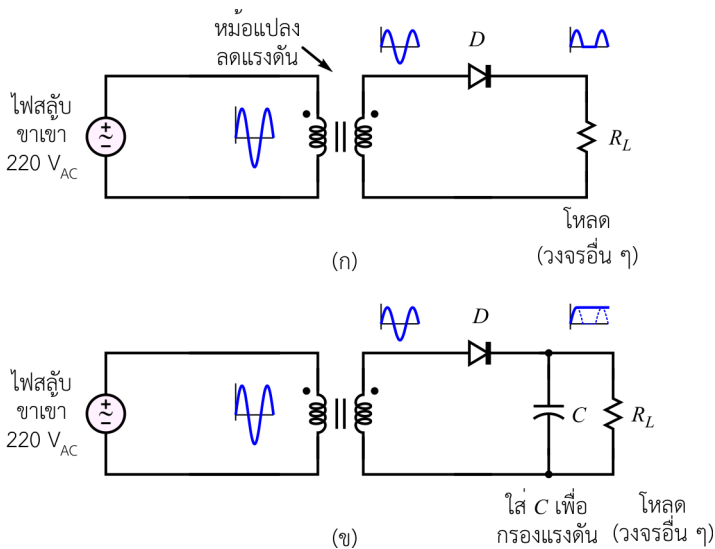 หม้อแปลง
ลดแรงดัน
D
ไฟสลับ
ขาเข้า
220 VAC
RL
โหลด
(วงจรอื่น ๆ)
(ก)
D
ไฟสลับ
ขาเข้า
220 VAC
C
RL
ใส่ C เพื่อ
กรองแรงดัน
โหลด
(วงจรอื่น ๆ)
(ข)